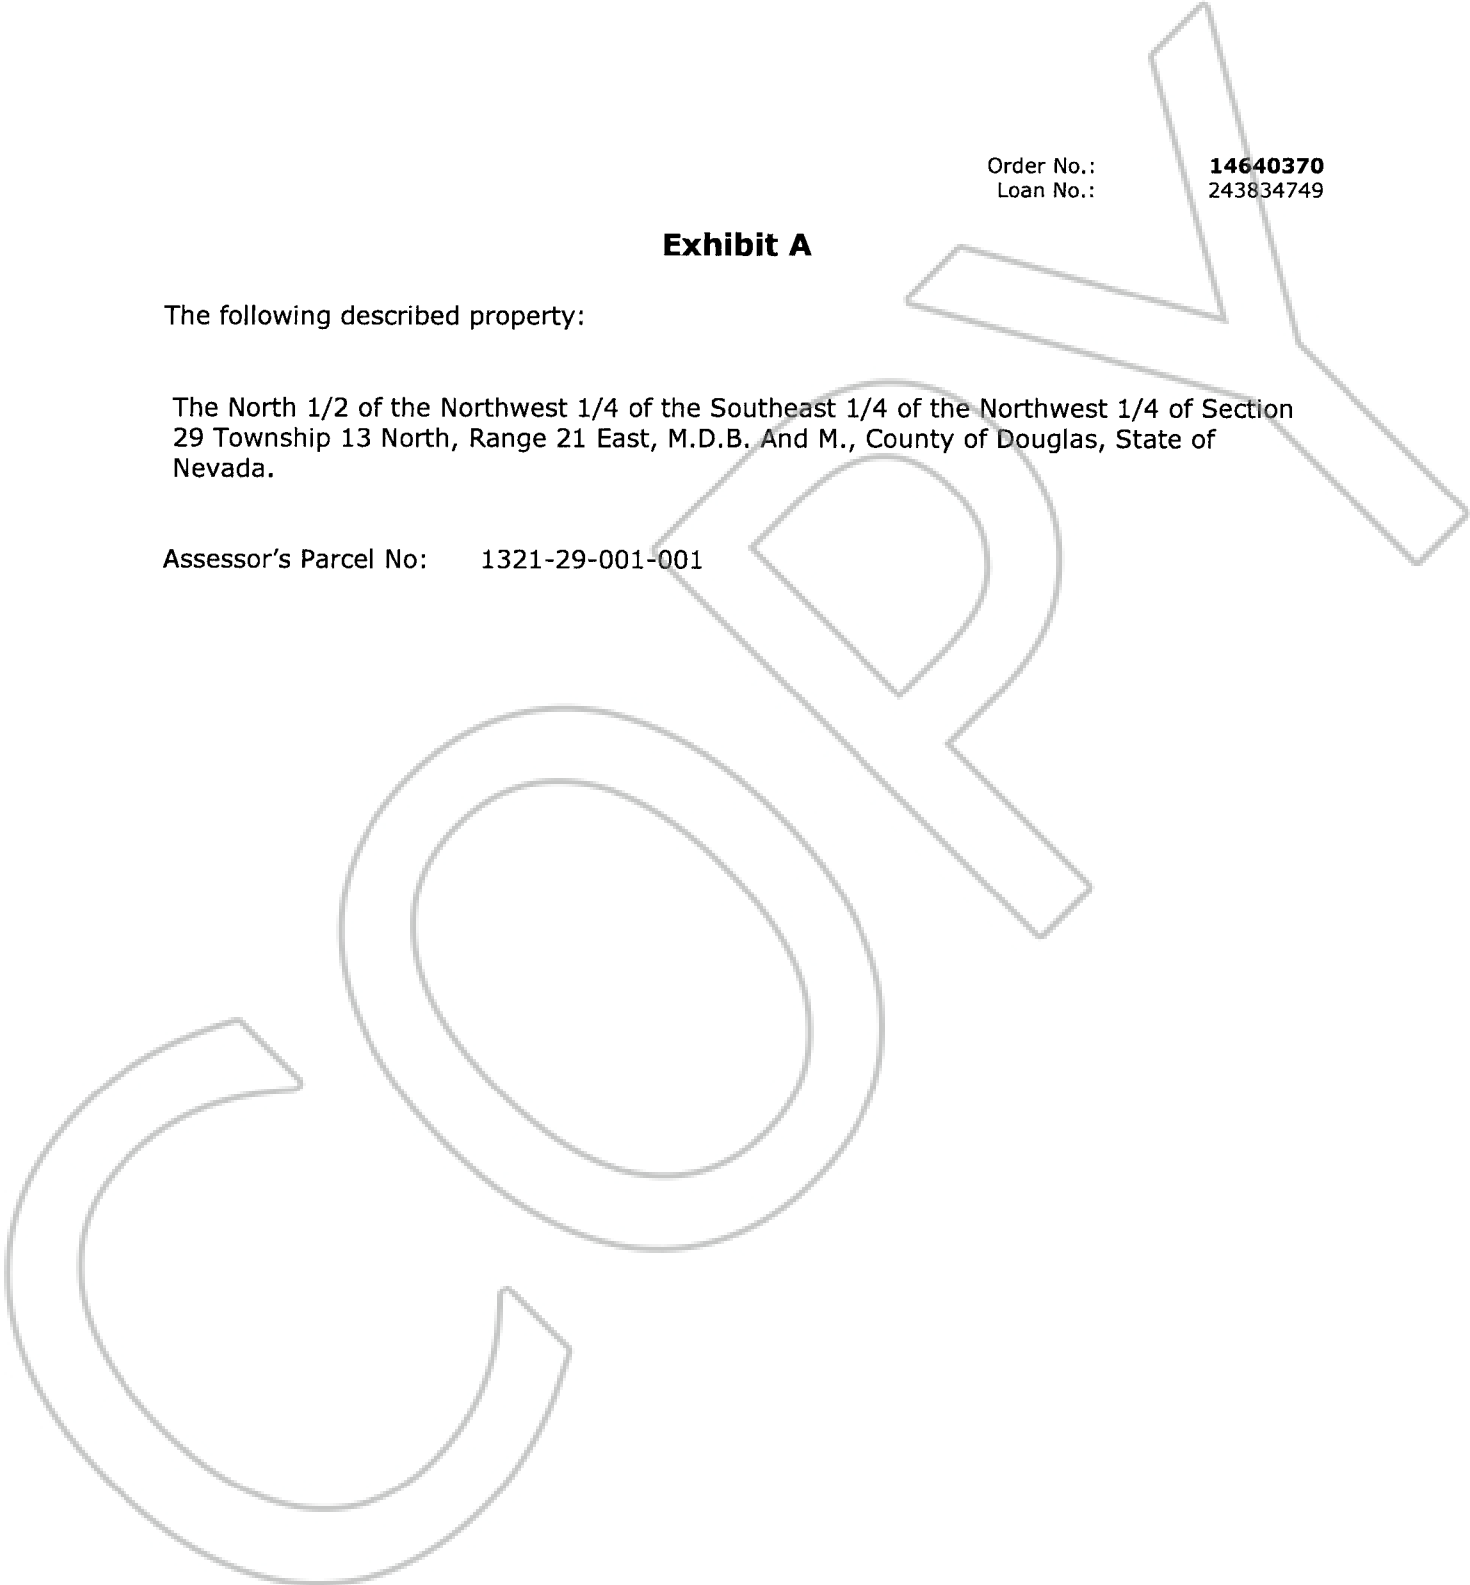 Order No.: 14640370
Loan No.: 243834749
Exhibit A
The following described property:
The North 1/2 of the Northwest 1/4 of the Southeast 1/4 of the Northwest 1/4 of Section
29 Township 13 North, Range 21 East, M.D.B. And M., County of Douglas, State of
Nevada.
Assessor's Parcel No: 1321-29-001-001
COPY